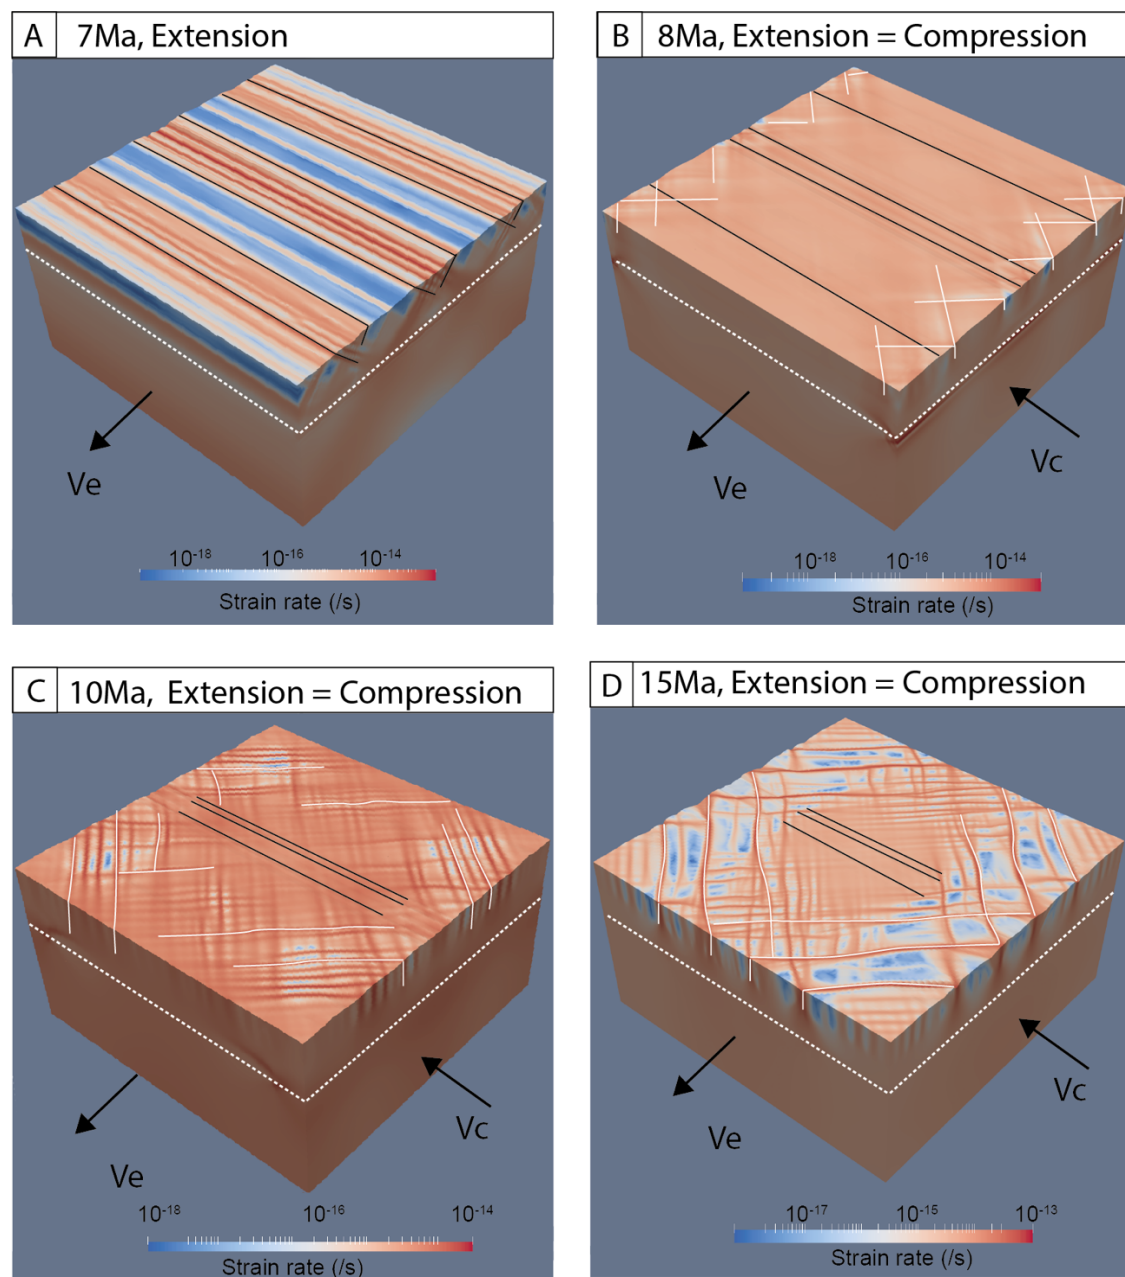 A 7Ma, Extension
Ve
10-18 10-16 10-14
Strain rate (/s)
B 8Ma, Extension = Compression
Ve
Vc
10-18 10-16 10-14
Strain rate (/s)
C 10Ma, Extension = Compression
Vc
Ve
10-18 10-16 10-14
Strain rate (/s)
D 15Ma, Extension = Compression
Vc
Ve
10-17 10-15 10-13
Strain rate (/s)